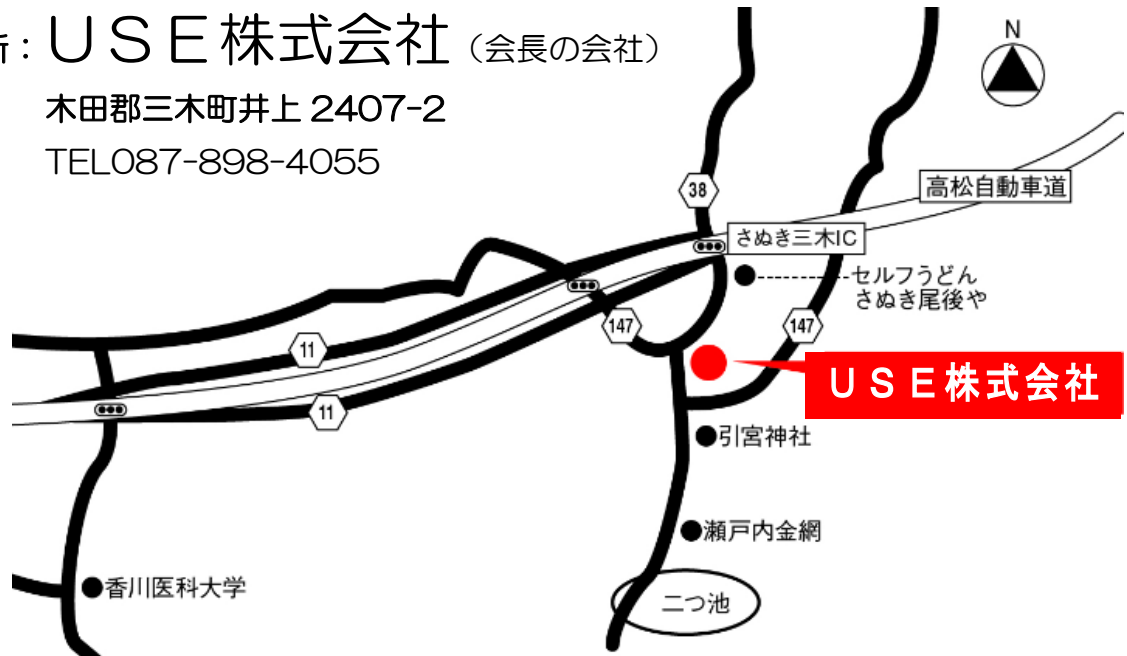 所：ＵＳＥ株式会社（会長の会社）
木田郡三木町井上 2407-2
TEL087-898-4055
N
38
高松自動車道
さぬき三木IC
セルフうどん
さぬき尾後や
147
147
11
11
ＵＳＥ株式会社
引宮神社
瀬戸内金網
香川医科大学
二つ池